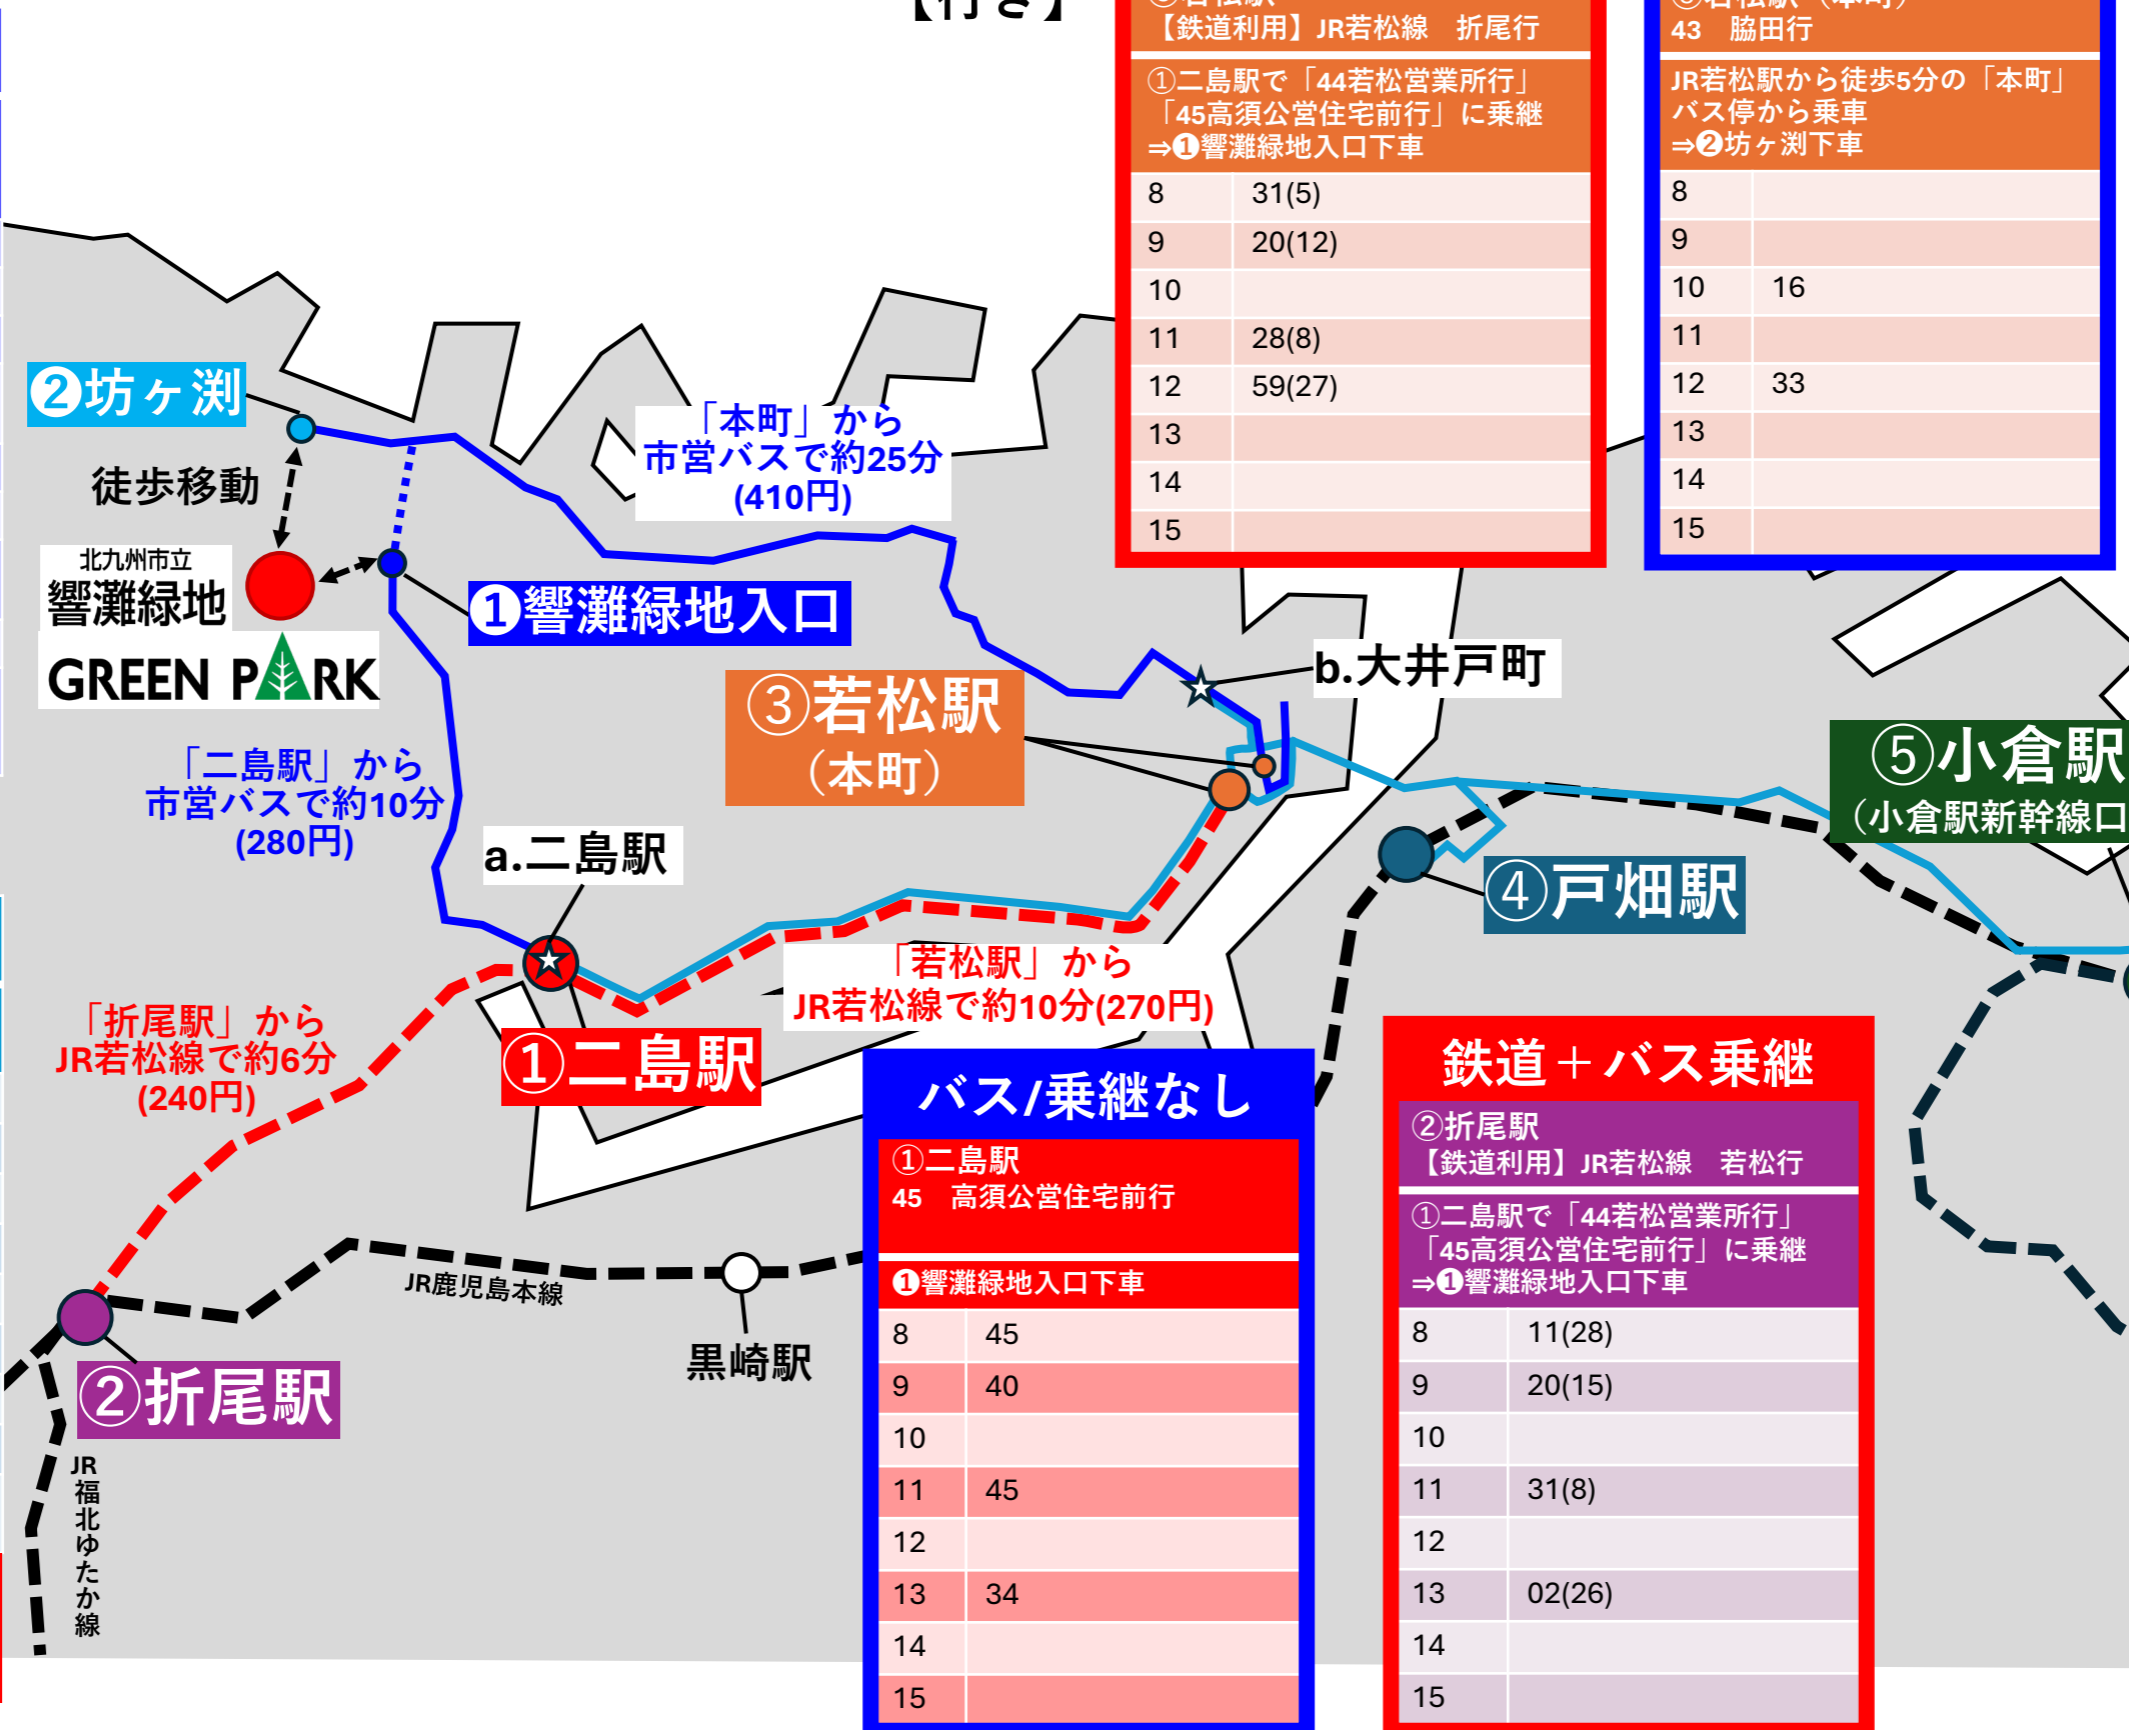 【行き】
③若松駅
【鉄道利用】JR若松線　折尾行
①二島駅で「44若松営業所行」
「45高須公営住宅前行」に乗継
⇒❶響灘緑地入口下車
8 31(5)
9 20(12)
10
11 28(8)
12 59(27)
13
14
15
③若松駅（本町）
43　脇田行
JR若松駅から徒歩5分の「本町」
バス停から乗車
⇒❷坊ヶ渕下車
8
9
10 16
11
12 33
13
14
15
❷坊ヶ渕
徒歩移動
「本町」から
市営バスで約25分
(410円)
北九州市立
響灘緑地
GREEN PARK
❶響灘緑地入口
b.大井戸町
③若松駅
（本町）
⑤小倉駅
（小倉駅新幹線口
「二島駅」から
市営バスで約10分
(280円)
a.二島駅
④戸畑駅
「若松駅」から
JR若松線で約10分(270円)
「折尾駅」から
JR若松線で約6分
(240円)
①二島駅
バス/乗継なし
①二島駅
45　高須公営住宅前行
❶響灘緑地入口下車
8 45
9 40
10
11 45
12
13 34
14
15
鉄道＋バス乗継
②折尾駅
【鉄道利用】JR若松線　若松行
①二島駅で「44若松営業所行」
「45高須公営住宅前行」に乗継
⇒❶響灘緑地入口下車
8 11(28)
9 20(15)
10
11 31(8)
12
13 02(26)
14
15
JR鹿児島本線
黒崎駅
②折尾駅
JR福北ゆたか線